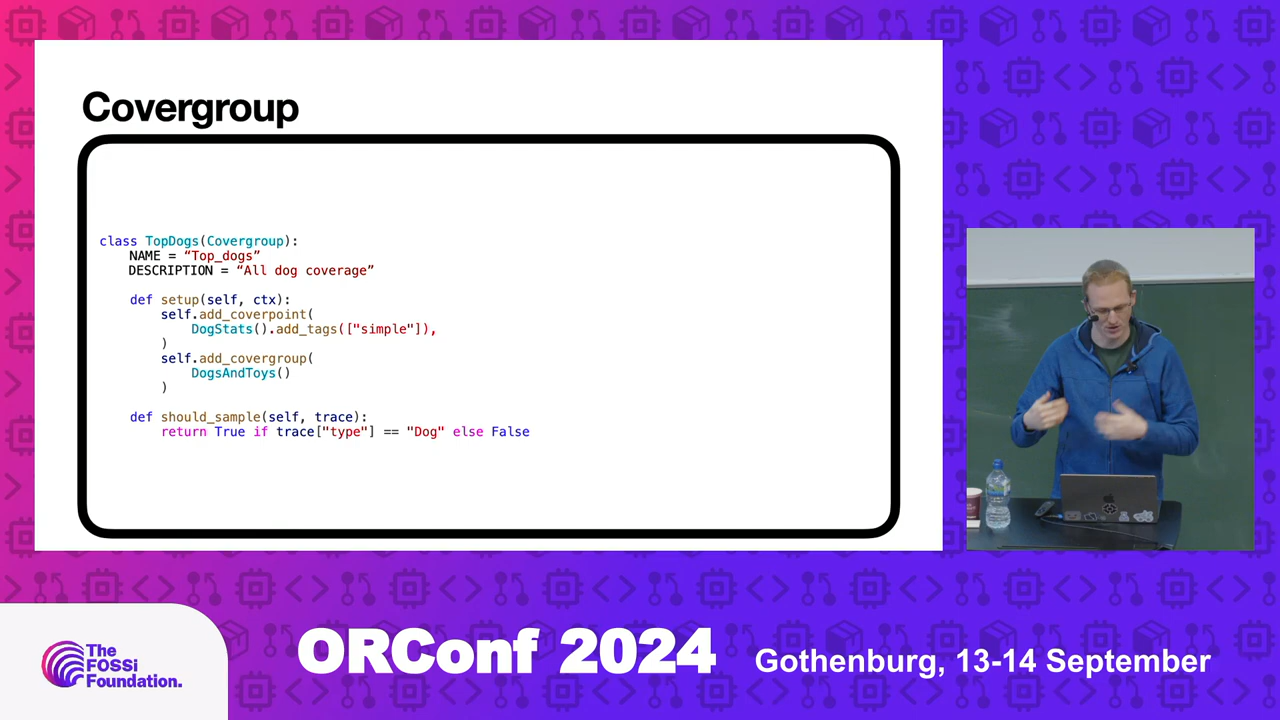 Covergroup
class TopDogs(Covergroup):
    NAME = “Top_dogs”
    DESCRIPTION = “All dog coverage”
    def setup(self, ctx):
        self.add_coverpoint(
            DogStats().add_tags(["simple"]),
        )
        self.add_covergroup(
            DogsAndToys()
        )
    def should_sample(self, trace):
        return True if trace["type"] == "Dog" else False
The
FOSSi
Foundation.
ORConf 2024
Gothenburg, 13-14 September